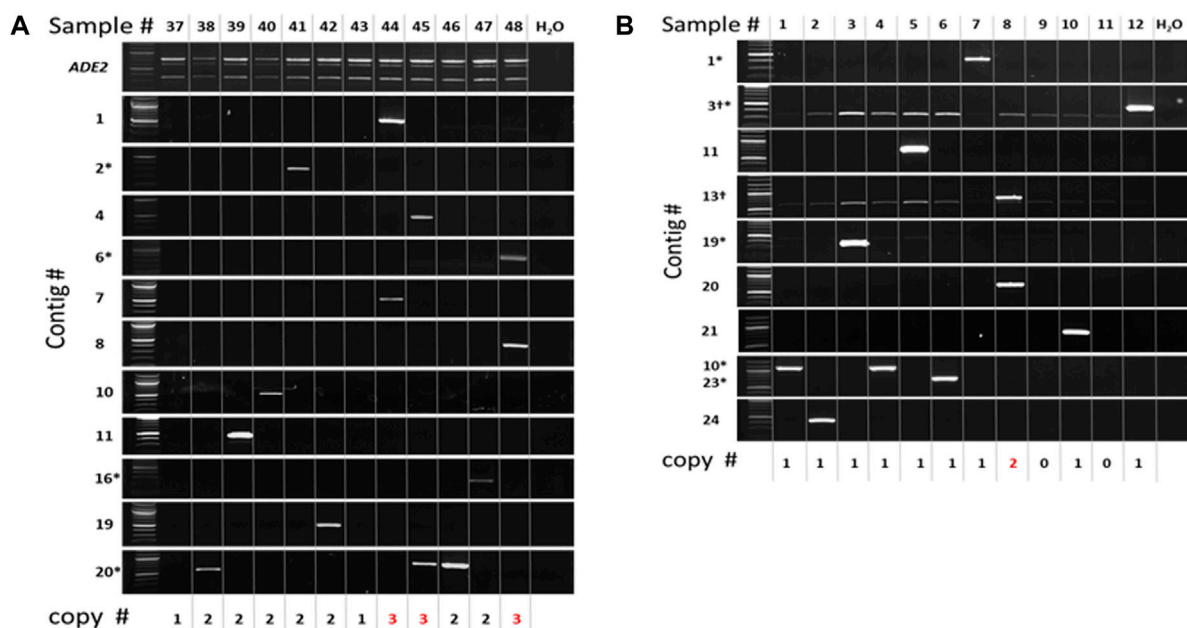 A
Sample # 37 38 39 40 41 42 43 44 45 46 47 48 H₂O
ADE2
Contig #
1
2*
4
6*
7
8
10
11
16*
19
20*
copy # 1 2 2 2 2 2 1 3 3 2 2 3
B
Sample # 1 2 3 4 5 6 7 8 9 10 11 12 H₂O
Contig #
1*
3†*
11
13†
19*
20
21
10*
23*
24
copy # 1 1 1 1 1 1 1 2 0 1 0 1